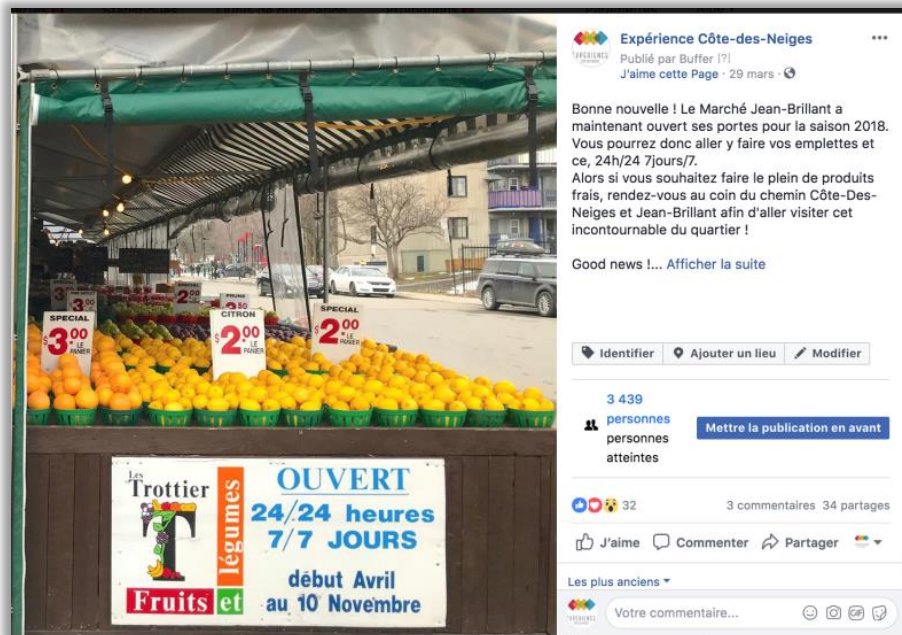 SPECIAL
$3.00
LE
PANIER
CITRON
$2.00
LE
PANIER
SPECIAL
$2.00
LE
PANIER
2.00
PRUNE
Les
Trottier
T
Fruits et
légumes
OUVERT
24/24 heures
7/7 JOURS
début Avril
au 10 Novembre
Expérience Côte-des-Neiges
Publié par Buffer [?]
J'aime cette Page · 29 mars ·
Bonne nouvelle ! Le Marché Jean-Brillant a
maintenant ouvert ses portes pour la saison 2018.
Vous pourrez donc aller y faire vos emplettes et
ce, 24h/24 7jours/7.
Alors si vous souhaitez faire le plein de produits
frais, rendez-vous au coin du chemin Côte-Des-
Neiges et Jean-Brillant afin d'aller visiter cet
incontournable du quartier !
Good news !... Afficher la suite
Identifier Ajouter un lieu Modifier
3 439
personnes
personnes
atteintes
Mettre la publication en avant
32 3 commentaires 34 partages
J'aime Commenter Partager
Les plus anciens
Votre commentaire...
GIF